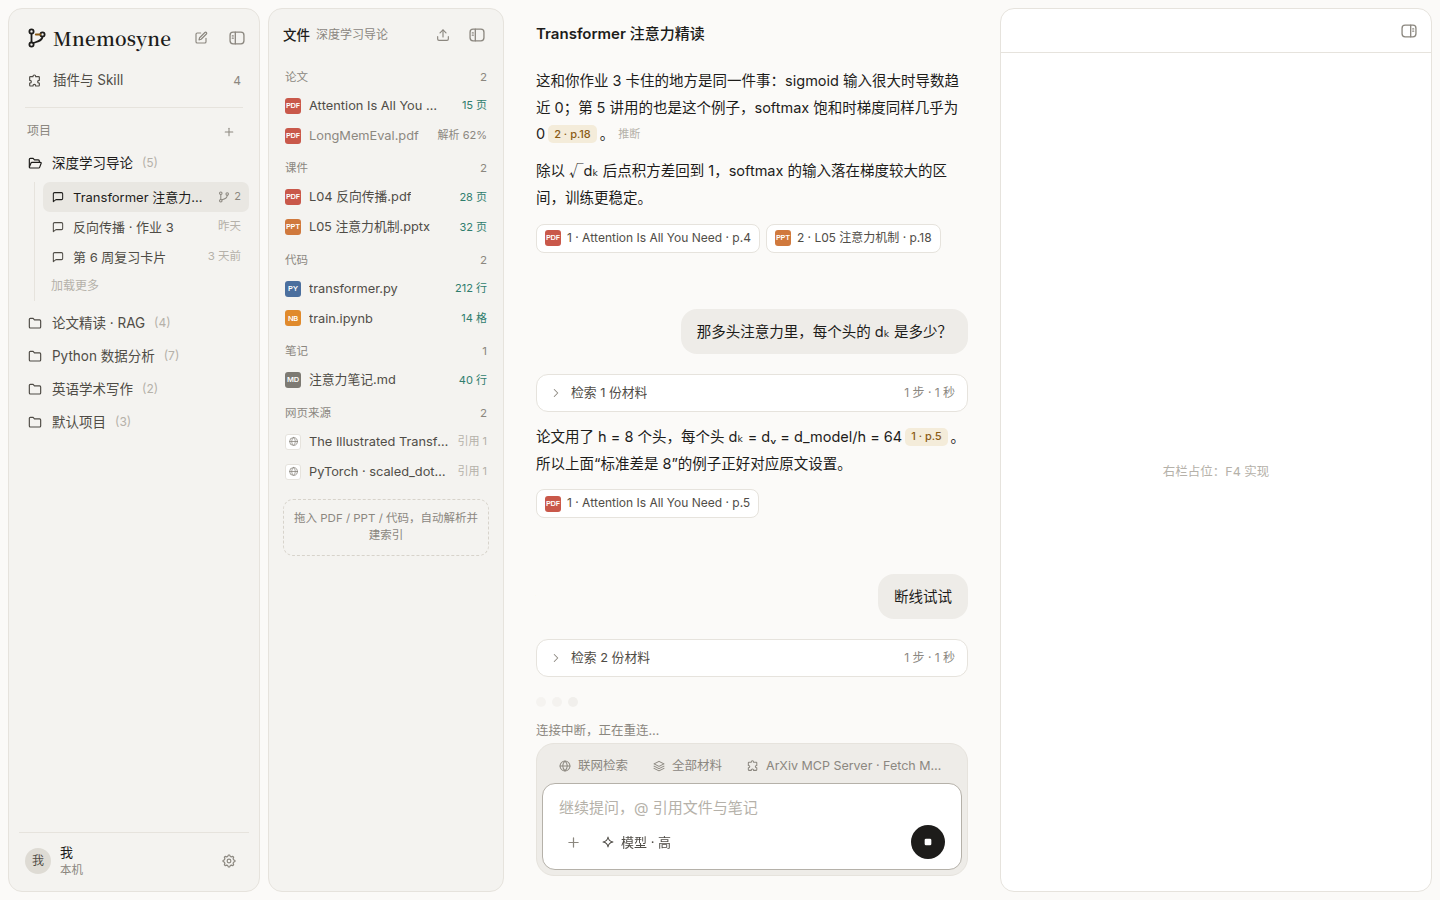 Mnemosyne
插件与 Skill 4
项目
深度学习导论 (5)
Transformer 注意力... 2
反向传播 · 作业 3 昨天
第 6 周复习卡片 3 天前
加载更多
论文精读 · RAG (4)
Python 数据分析 (7)
英语学术写作 (2)
默认项目 (3)
我 我
本机
文件 深度学习导论
论文 2
PDF Attention Is All You ... 15 页
PDF LongMemEval.pdf 解析 62%
课件 2
PDF L04 反向传播.pdf 28 页
PPT L05 注意力机制.pptx 32 页
代码 2
PY transformer.py 212 行
NB train.ipynb 14 格
笔记 1
MD 注意力笔记.md 40 行
网页来源 2
The Illustrated Transf... 引用 1
PyTorch · scaled_dot... 引用 1
拖入 PDF / PPT / 代码，自动解析并
建索引
Transformer 注意力精读
这和你作业 3 卡住的地方是同一件事：sigmoid 输入很大时导数趋
近 0；第 5 讲用的也是这个例子，softmax 饱和时梯度同样几乎为
0 2 · p.18 。 推断
除以 √dₖ 后点积方差回到 1，softmax 的输入落在梯度较大的区
间，训练更稳定。
PDF 1 · Attention Is All You Need · p.4 PPT 2 · L05 注意力机制 · p.18
那多头注意力里，每个头的 dₖ 是多少？
检索 1 份材料 1 步 · 1 秒
论文用了 h = 8 个头，每个头 dₖ = dᵥ = d_model/h = 64 1 · p.5 。
所以上面“标准差是 8”的例子正好对应原文设置。
PDF 1 · Attention Is All You Need · p.5
断线试试
检索 2 份材料 1 步 · 1 秒
连接中断，正在重连...
联网检索 全部材料 ArXiv MCP Server · Fetch M...
继续提问，@ 引用文件与笔记
模型 · 高
右栏占位：F4 实现